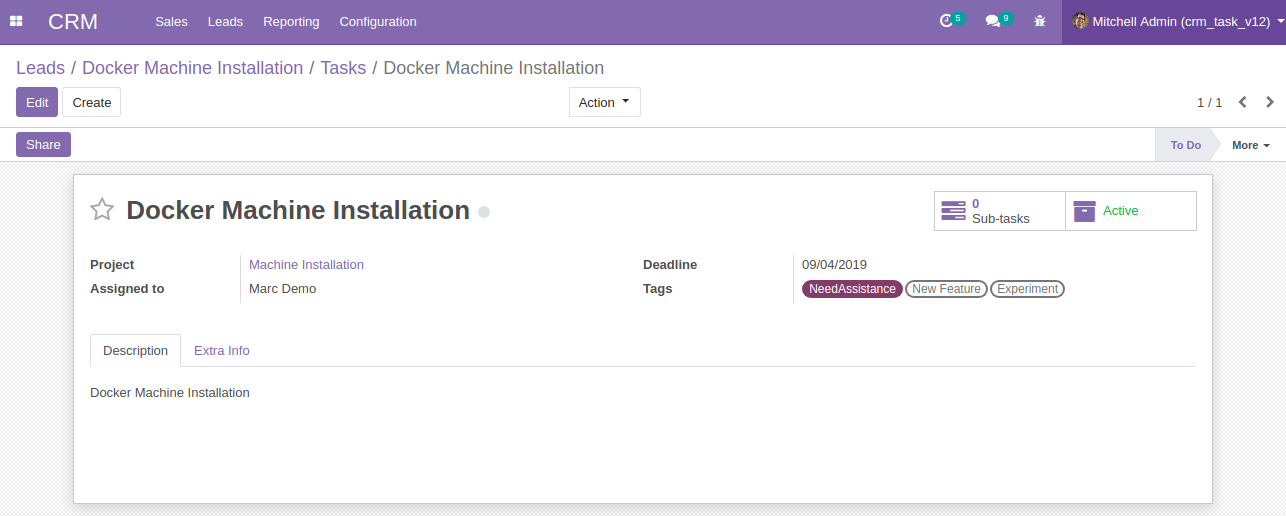 CRM Sales Leads Reporting Configuration 5 9 Mitchell Admin (crm_task_v12)
Leads / Docker Machine Installation / Tasks / Docker Machine Installation
Edit Create Action 1 / 1
Share To Do More
Docker Machine Installation
0
Sub-tasks
Active
Project Machine Installation
Assigned to Marc Demo
Deadline 09/04/2019
Tags NeedAssistance New Feature Experiment
Description Extra Info
Docker Machine Installation